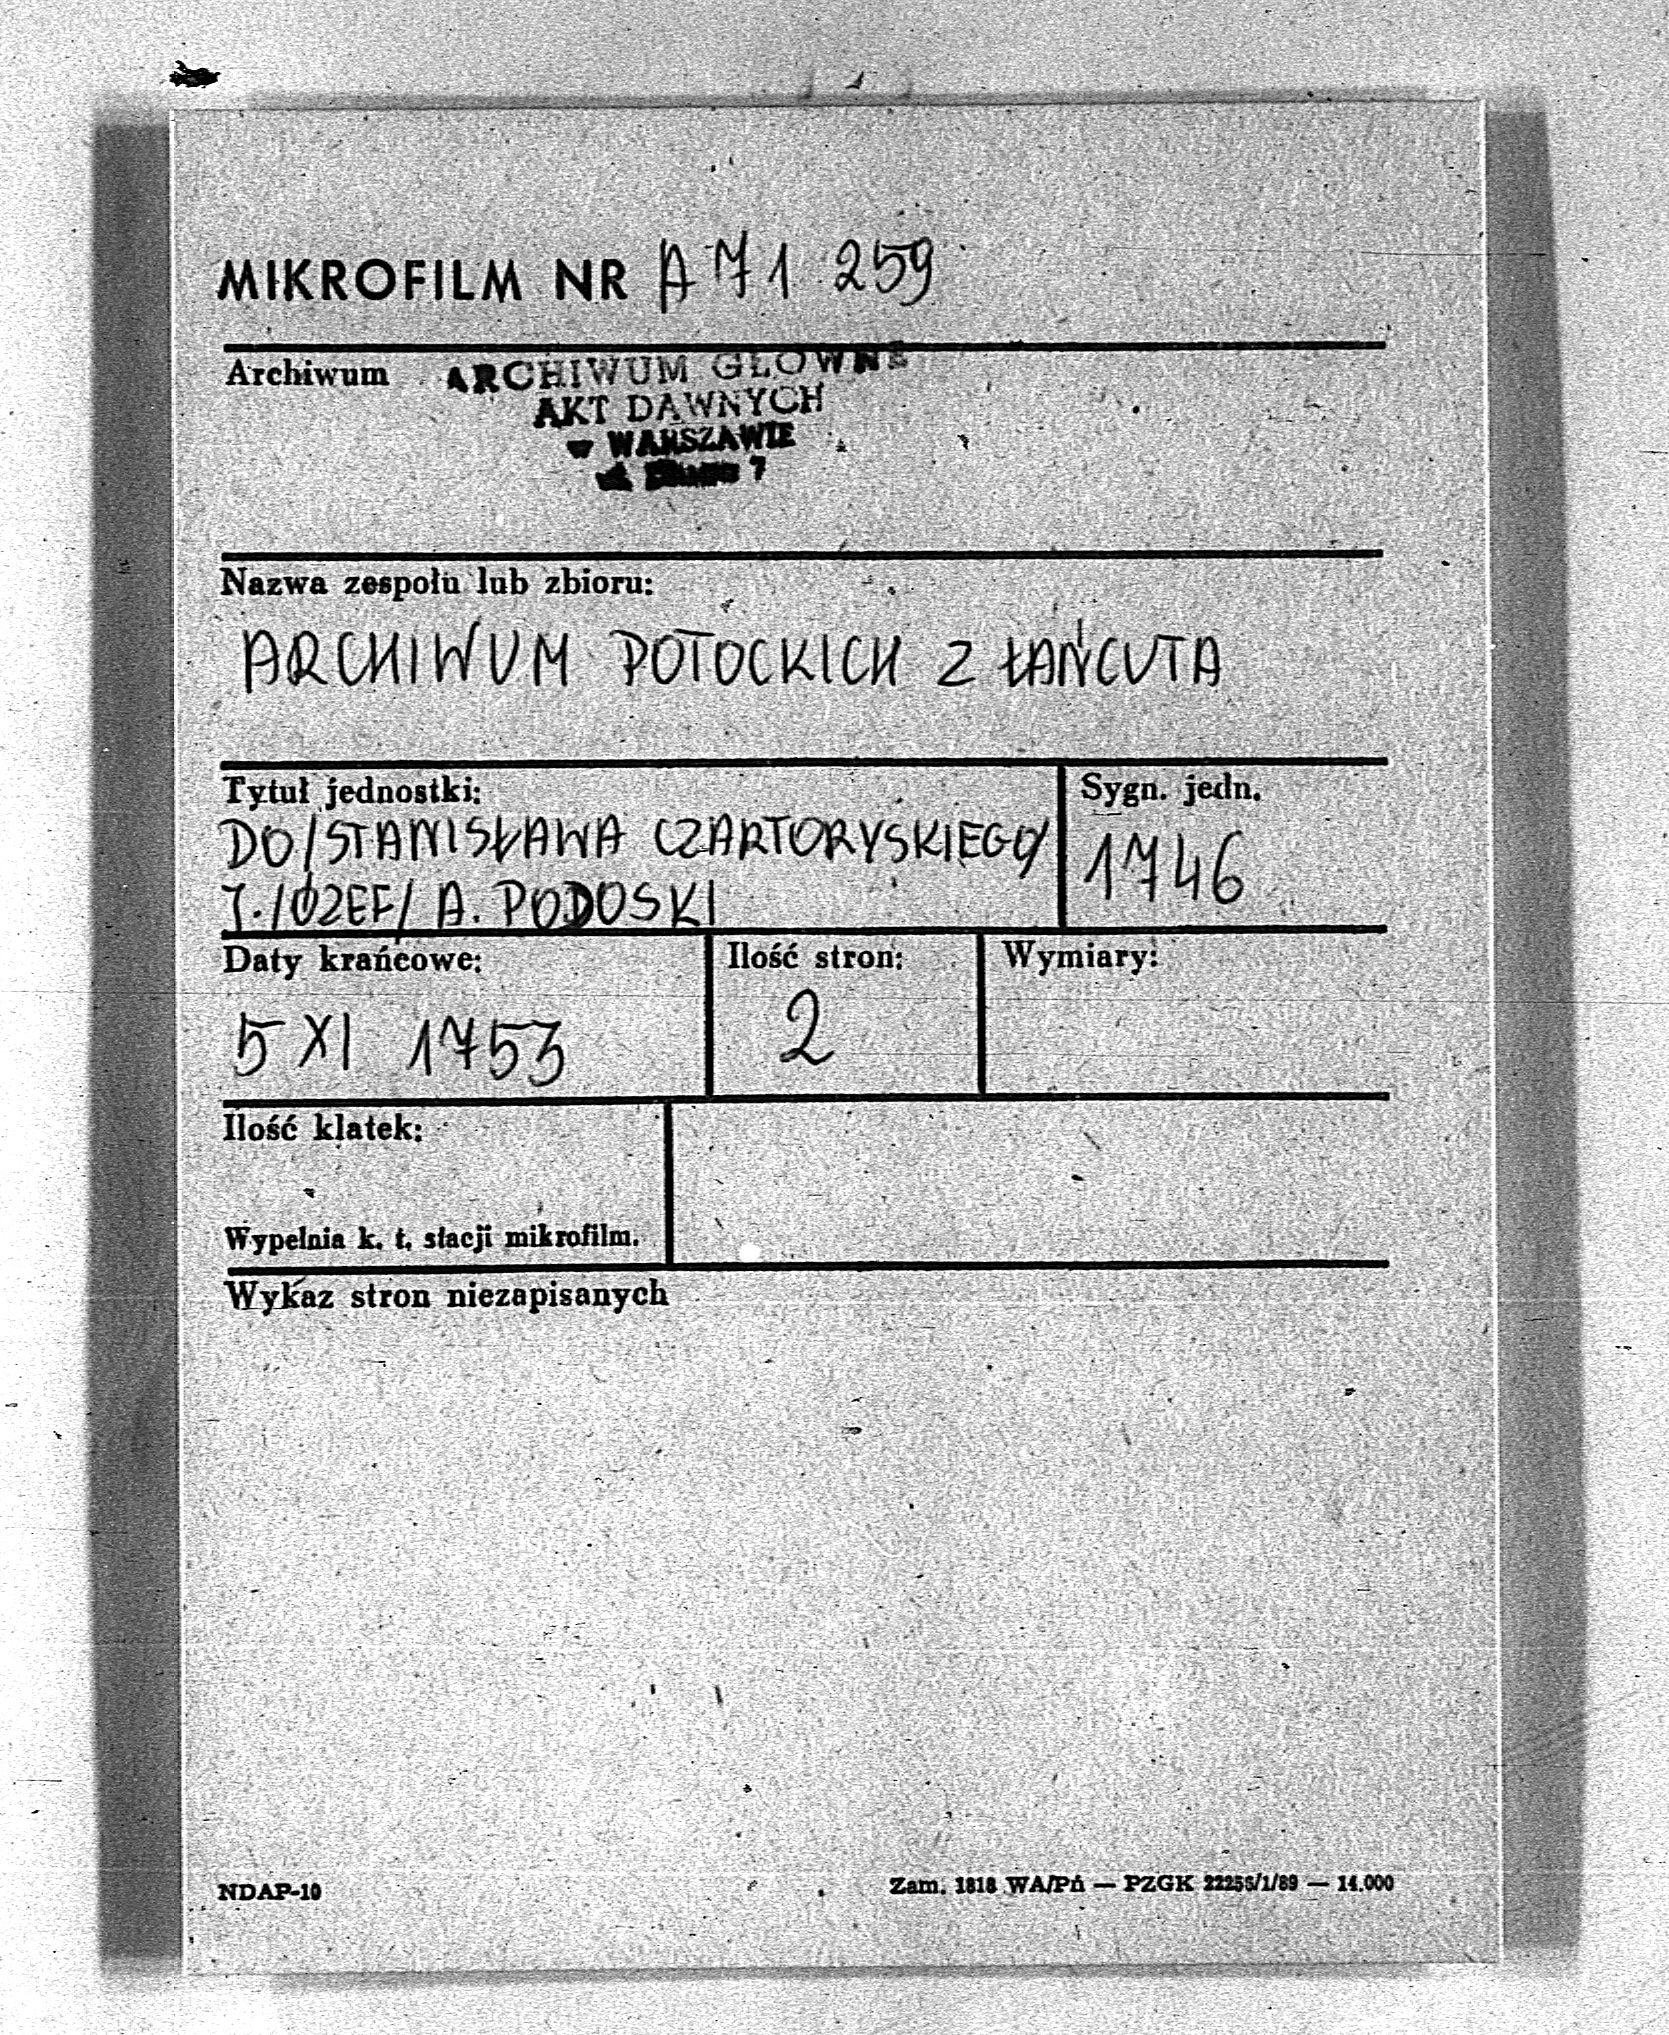 MIKROFILM NR A 71 259
Archiwum ARCHIWUM GŁÓWNE
AKT DAWNYCH
w WARSZAWIE
7
Nazwa zespołu lub zbioru:
ARCHIWUM POTOCKICH Z ŁAŃCUTA
Tytuł jednostki: Sygn. jedn.
DO/STANISŁAWA CZARTORYSKIEGO/ 1746
J./ÓZEF/ A. PODOSKI
Daty krańcowe: Ilość stron: Wymiary:
5 XI 1753 2
Ilość klatek:
Wypełnia k. t. stacji mikrofilm.
Wykaz stron niezapisanych
NDAP-10 Zam. 1818 WA/Pń — PZGK 22255/1/89 — 14.000